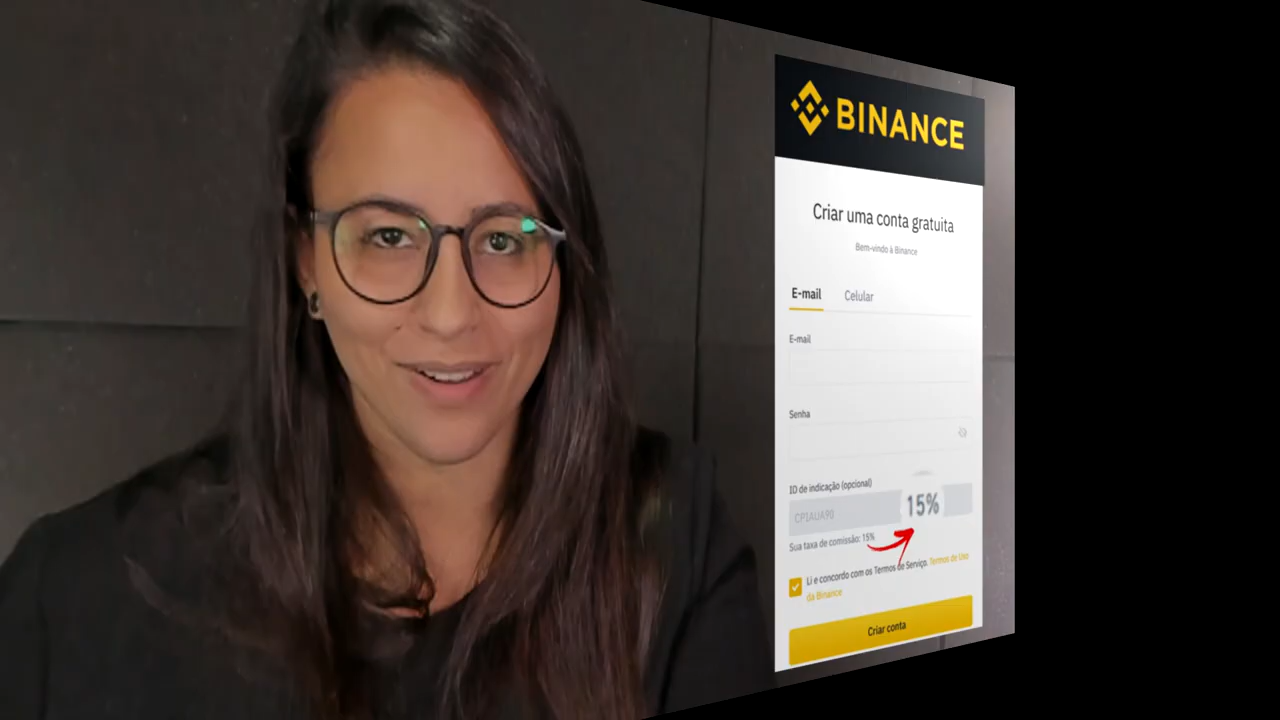 BINANCE
Criar uma conta gratuita
Bem-vindo à Binance
E-mail Celular
E-mail
Senha
ID de indicação (opcional)
CPIAUA90
15%
Sua taxa de comissão: 15%
Li e concordo com os Termos de Serviço. Termos de Uso
da Binance
Criar conta